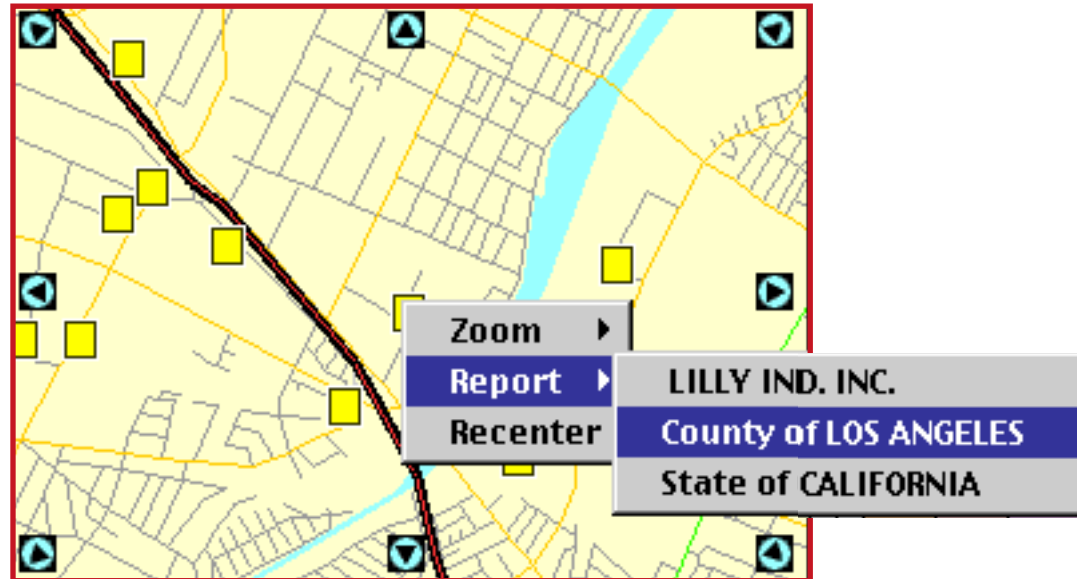 Zoom
Report
Recenter
LILLY IND. INC.
County of LOS ANGELES
State of CALIFORNIA